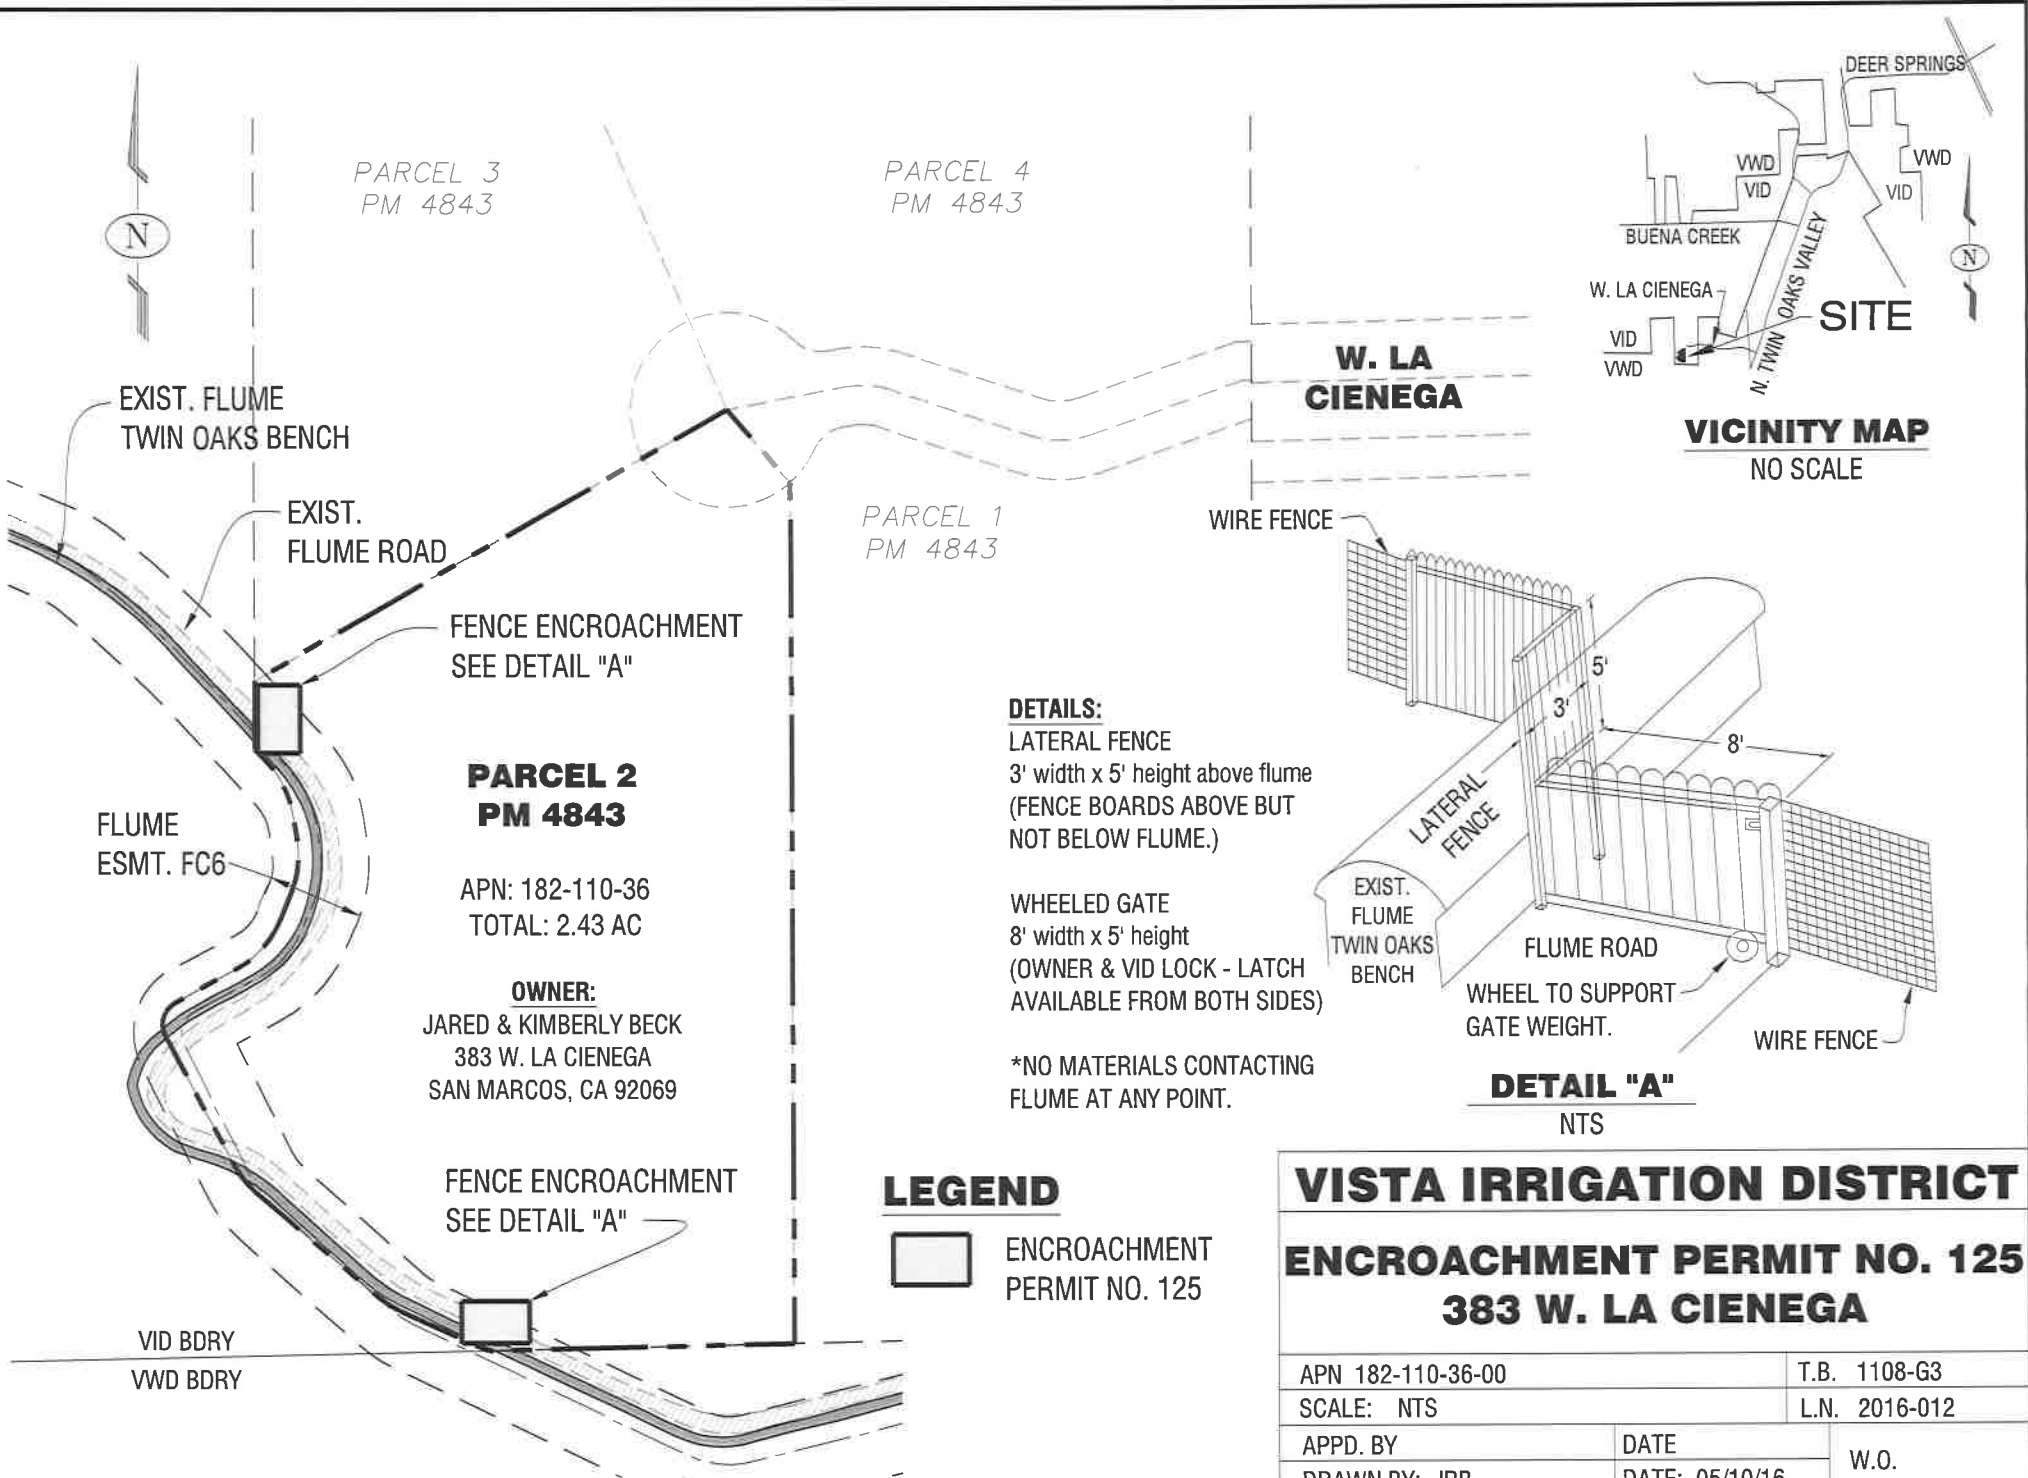 N
PARCEL 3
PM 4843
PARCEL 4
PM 4843
EXIST. FLUME
TWIN OAKS BENCH
EXIST.
FLUME ROAD
W. LA
CIENEGA
PARCEL 1
PM 4843
FENCE ENCROACHMENT
SEE DETAIL "A"
PARCEL 2
PM 4843
APN: 182-110-36
TOTAL: 2.43 AC
OWNER:
JARED & KIMBERLY BECK
383 W. LA CIENEGA
SAN MARCOS, CA 92069
FLUME
ESMT. FC6
FENCE ENCROACHMENT
SEE DETAIL "A"
VID BDRY
VWD BDRY
DEER SPRINGS
VWD
VID
VWD
VID
BUENA CREEK
N
W. LA CIENEGA
N. TWIN OAKS VALLEY
SITE
VID
VWD
VICINITY MAP
NO SCALE
WIRE FENCE
5'
3'
8'
LATERAL
FENCE
EXIST.
FLUME
TWIN OAKS
BENCH
FLUME ROAD
WHEEL TO SUPPORT
GATE WEIGHT.
WIRE FENCE
DETAIL "A"
NTS
DETAILS:
LATERAL FENCE
3' width x 5' height above flume
(FENCE BOARDS ABOVE BUT
NOT BELOW FLUME.)
WHEELED GATE
8' width x 5' height
(OWNER & VID LOCK - LATCH
AVAILABLE FROM BOTH SIDES)
*NO MATERIALS CONTACTING
FLUME AT ANY POINT.
LEGEND
ENCROACHMENT
PERMIT NO. 125
VISTA IRRIGATION DISTRICT
ENCROACHMENT PERMIT NO. 125
383 W. LA CIENEGA
APN 182-110-36-00
T.B. 1108-G3
SCALE: NTS
L.N. 2016-012
APPD. BY
DATE
W.O.
DRAWN BY:
DATE: 05/10/16